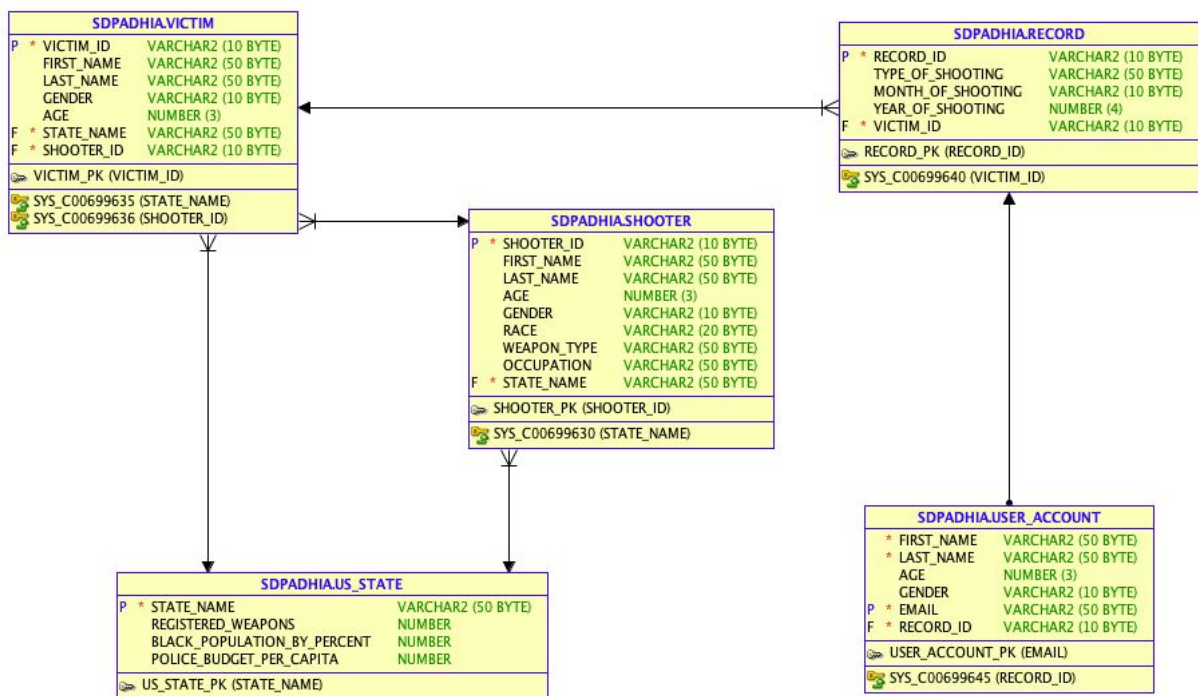 SDPADHIA.VICTIM
P * VICTIM_ID VARCHAR2 (10 BYTE)
FIRST_NAME VARCHAR2 (50 BYTE)
LAST_NAME VARCHAR2 (50 BYTE)
GENDER VARCHAR2 (10 BYTE)
AGE NUMBER (3)
F * STATE_NAME VARCHAR2 (50 BYTE)
F * SHOOTER_ID VARCHAR2 (10 BYTE)
VICTIM_PK (VICTIM_ID)
SYS_C00699635 (STATE_NAME)
SYS_C00699636 (SHOOTER_ID)
SDPADHIA.RECORD
P * RECORD_ID VARCHAR2 (10 BYTE)
TYPE_OF_SHOOTING VARCHAR2 (50 BYTE)
MONTH_OF_SHOOTING VARCHAR2 (10 BYTE)
YEAR_OF_SHOOTING NUMBER (4)
F * VICTIM_ID VARCHAR2 (10 BYTE)
RECORD_PK (RECORD_ID)
SYS_C00699640 (VICTIM_ID)
SDPADHIA.SHOOTER
P * SHOOTER_ID VARCHAR2 (10 BYTE)
FIRST_NAME VARCHAR2 (50 BYTE)
LAST_NAME VARCHAR2 (50 BYTE)
AGE NUMBER (3)
GENDER VARCHAR2 (10 BYTE)
RACE VARCHAR2 (20 BYTE)
WEAPON_TYPE VARCHAR2 (50 BYTE)
OCCUPATION VARCHAR2 (50 BYTE)
F * STATE_NAME VARCHAR2 (50 BYTE)
SHOOTER_PK (SHOOTER_ID)
SYS_C00699630 (STATE_NAME)
SDPADHIA.US_STATE
P * STATE_NAME VARCHAR2 (50 BYTE)
REGISTERED_WEAPONS NUMBER
BLACK_POPULATION_BY_PERCENT NUMBER
POLICE_BUDGET_PER_CAPITA NUMBER
US_STATE_PK (STATE_NAME)
SDPADHIA.USER_ACCOUNT
* FIRST_NAME VARCHAR2 (50 BYTE)
* LAST_NAME VARCHAR2 (50 BYTE)
AGE NUMBER (3)
GENDER VARCHAR2 (10 BYTE)
P * EMAIL VARCHAR2 (50 BYTE)
F * RECORD_ID VARCHAR2 (10 BYTE)
USER_ACCOUNT_PK (EMAIL)
SYS_C00699645 (RECORD_ID)